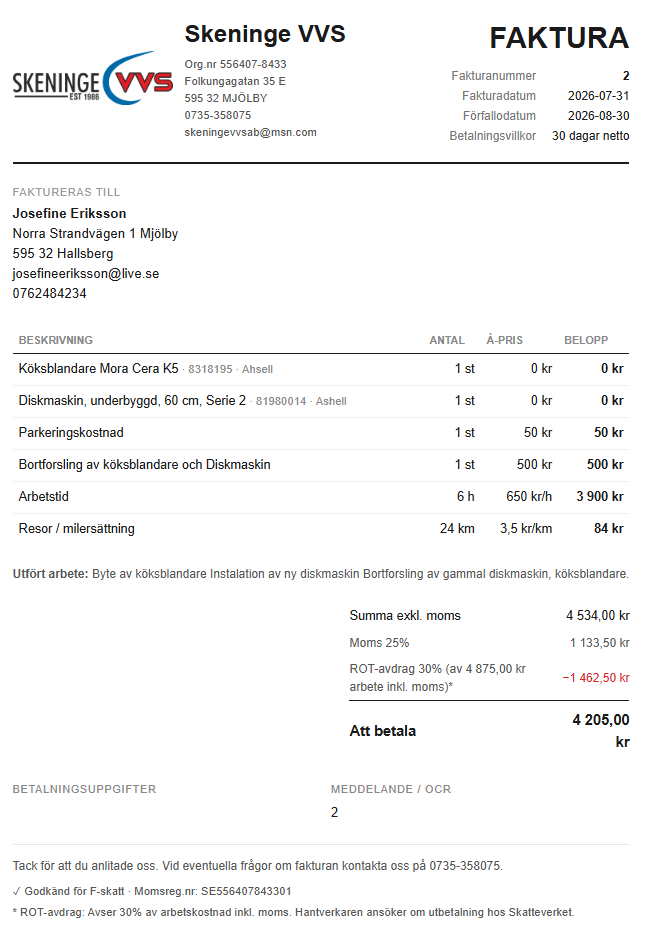 SKENINGE VVS
EST 1986
Skeninge VVS
Org.nr 556407-8433
Folkungagatan 35 E
595 32 MJÖLBY
0735-358075
skeningevvsab@msn.com
FAKTURA
Fakturanummer 2
Fakturadatum 2026-07-31
Förfallodatum 2026-08-30
Betalningsvillkor 30 dagar netto
FAKTURERAS TILL
Josefine Eriksson
Norra Strandvägen 1 Mjölby
595 32 Hallsberg
josefineeriksson@live.se
0762484234
BESKRIVNING ANTAL Å-PRIS BELOPP
Köksblandare Mora Cera K5 · 8318195 · Ahsell 1 st 0 kr 0 kr
Diskmaskin, underbyggd, 60 cm, Serie 2 · 81980014 · Ashell 1 st 0 kr 0 kr
Parkeringskostnad 1 st 50 kr 50 kr
Bortforsling av köksblandare och Diskmaskin 1 st 500 kr 500 kr
Arbetstid 6 h 650 kr/h 3 900 kr
Resor / milersättning 24 km 3,5 kr/km 84 kr
Utfört arbete: Byte av köksblandare Instalation av ny diskmaskin Bortforsling av gammal diskmaskin, köksblandare.
Summa exkl. moms 4 534,00 kr
Moms 25% 1 133,50 kr
ROT-avdrag 30% (av 4 875,00 kr
arbete inkl. moms)* −1 462,50 kr
Att betala 4 205,00
kr
BETALNINGSUPPGIFTER
MEDDELANDE / OCR
2
Tack för att du anlitade oss. Vid eventuella frågor om fakturan kontakta oss på 0735-358075.
✓ Godkänd för F-skatt · Momsreg.nr: SE556407843301
* ROT-avdrag: Avser 30% av arbetskostnad inkl. moms. Hantverkaren ansöker om utbetalning hos Skatteverket.